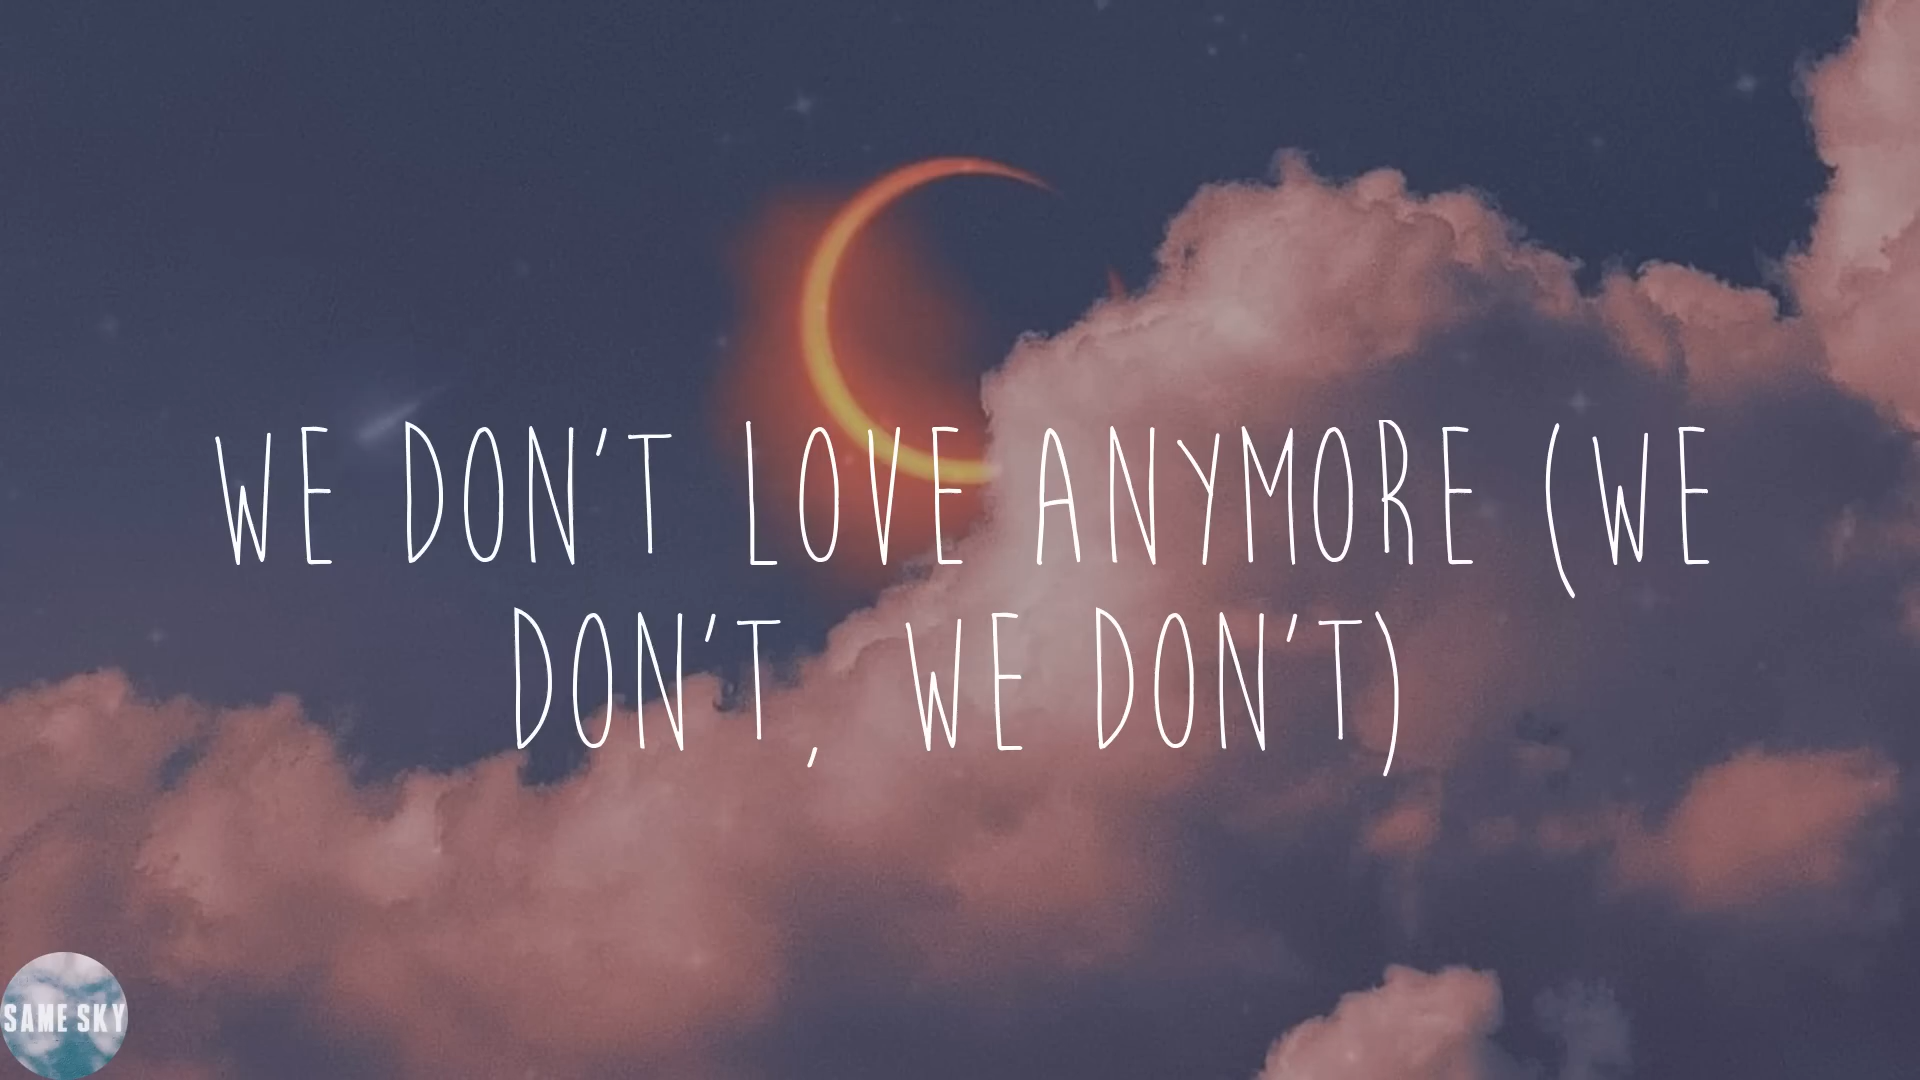 WE DON'T LOVE ANYMORE (WE
DON'T, WE DON'T)
SAME SKY